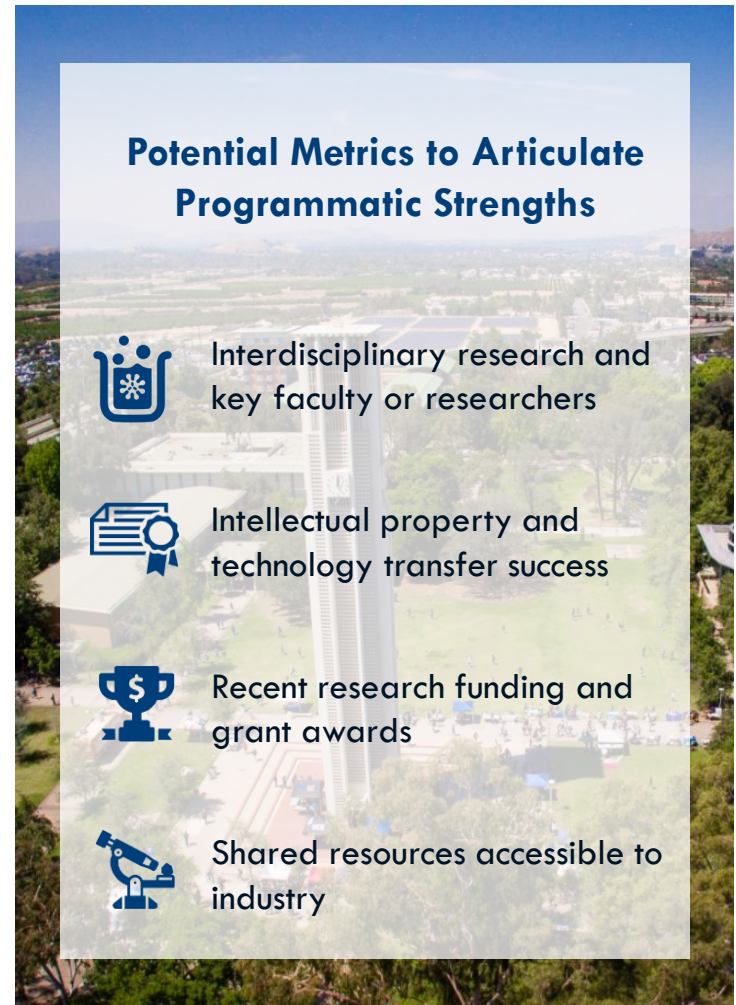 Potential Metrics to Articulate
Programmatic Strengths
Interdisciplinary research and
key faculty or researchers
Intellectual property and
technology transfer success
$
Recent research funding and
grant awards
Shared resources accessible to
industry